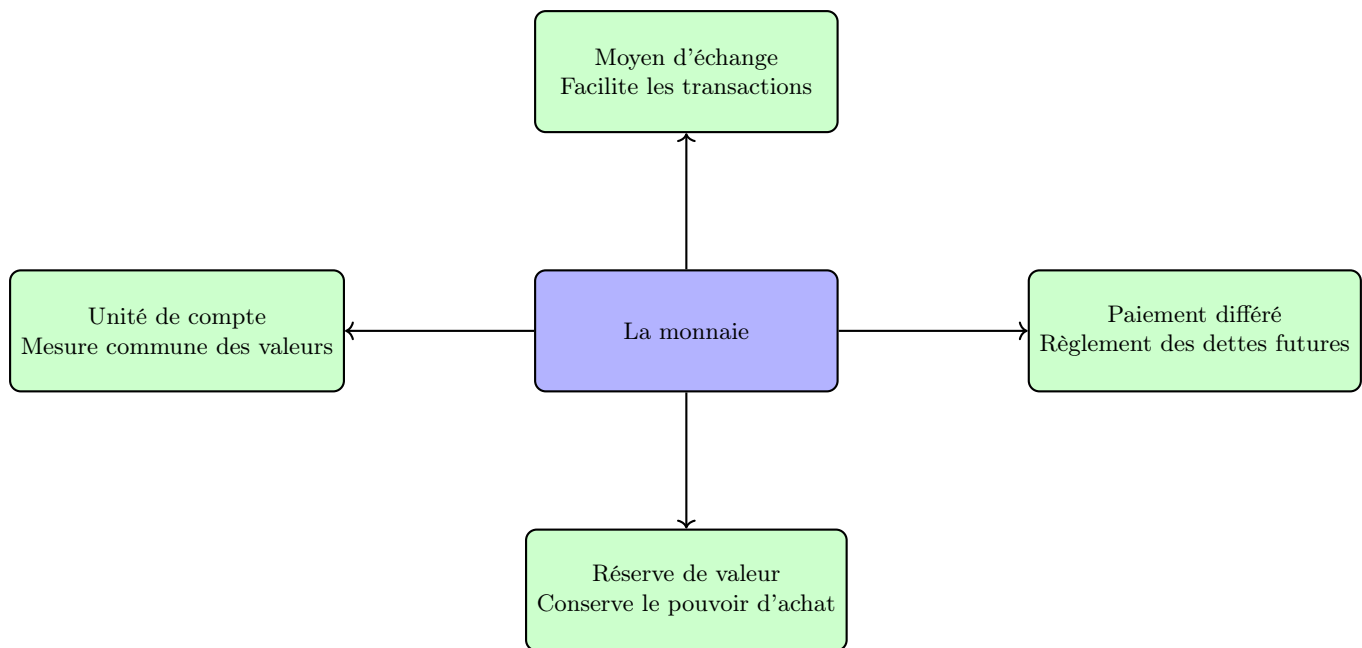 Moyen d'échange
Facilite les transactions
Unité de compte
Mesure commune des valeurs
La monnaie
Paiement différé
Règlement des dettes futures
Réserve de valeur
Conserve le pouvoir d'achat